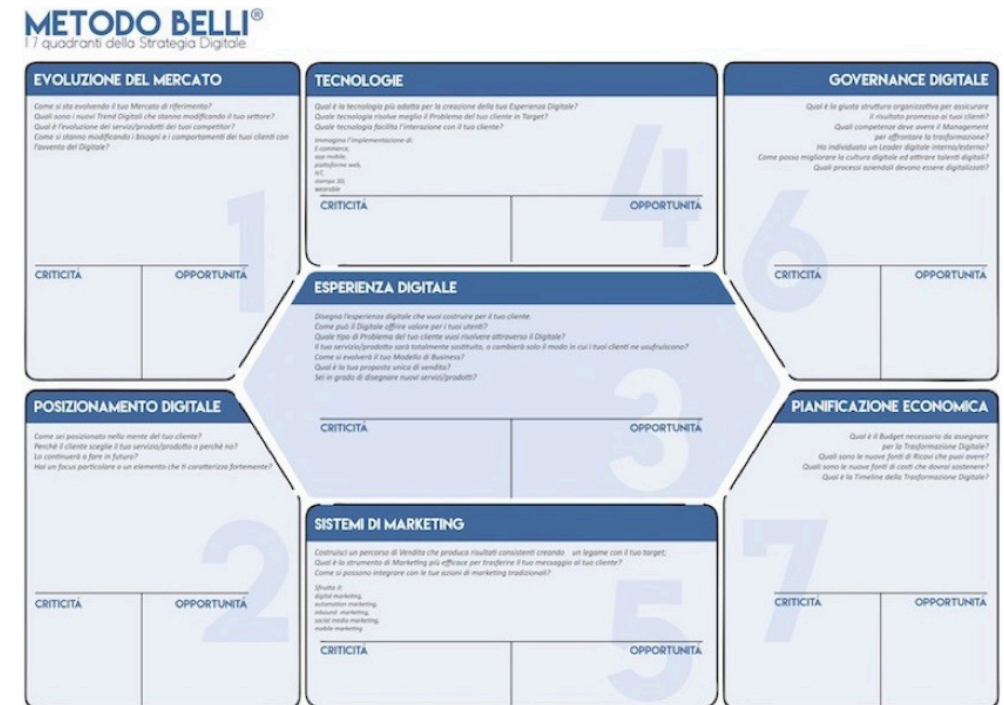 METODO BELLI®
I 7 quadranti della Strategia Digitale
EVOLUZIONE DEL MERCATO
Come si sta evolvendo il tuo Mercato di riferimento?
Quali sono i nuovi Trend Digitali che stanno modificando il tuo settore?
Qual è l'evoluzione dei servizi/prodotti dei tuoi competitor?
Come si stanno modificando i bisogni e i comportamenti dei tuoi clienti con
l'avvento del Digitale?
1
CRITICITÀ
OPPORTUNITÀ
POSIZIONAMENTO DIGITALE
Come sei posizionato nella mente del tuo cliente?
Perchè il cliente sceglie il tuo servizio/prodotto o perchè no?
Lo continuerà a fare in futuro?
Hai un focus particolare o un elemento che ti caratterizza fortemente?
2
CRITICITÀ
OPPORTUNITÀ
ESPERIENZA DIGITALE
Disegna l'esperienza digitale che vuoi costruire per il tuo cliente.
Come può il Digitale offrire valore per i tuoi utenti?
Quale tipo di Problema del tuo cliente vuoi risolvere attraverso il Digitale?
Il tuo servizio/prodotto sarà totalmente sostituito, o cambierà solo il modo in cui i tuoi clienti ne usufruiscono?
Come si evolverà il tuo Modello di Business?
Qual è la tua proposta unica di vendita?
Sei in grado di disegnare nuovi servizi/prodotti?
3
CRITICITÀ
OPPORTUNITÀ
TECNOLOGIE
Qual è la tecnologia più adatta per la creazione della tua Esperienza Digitale?
Quale tecnologia risolve meglio il Problema del tuo cliente in Target?
Quale tecnologia facilita l'interazione con il tuo cliente?
Immagina l'implementazione di:
E-commerce,
app mobile,
piattaforme web,
IoT,
stampa 3D,
wearable
4
CRITICITÀ
OPPORTUNITÀ
SISTEMI DI MARKETING
Costruisci un percorso di Vendita che produca risultati consistenti creando un legame con il tuo target;
Qual è lo strumento di Marketing più efficace per trasferire il tuo messaggio al tuo cliente?
Come si possono integrare con le tue azioni di marketing tradizionali?
Sfrutta il:
digital marketing,
automation marketing,
inbound marketing,
social media marketing,
mobile marketing
5
CRITICITÀ
OPPORTUNITÀ
GOVERNANCE DIGITALE
Qual è la giusta struttura organizzativa per assicurare
il risultato promesso ai tuoi clienti?
Quali competenze deve avere il Management
per affrontare la trasformazione?
Ho individuato un Leader digitale interno/esterno?
Come posso migliorare la cultura digitale ed attirare talenti digitali?
Quali processi aziendali devono essere digitalizzati?
6
CRITICITÀ
OPPORTUNITÀ
PIANIFICAZIONE ECONOMICA
Qual è il Budget necessario da assegnare
per la Trasformazione Digitale?
Quali sono le nuove fonti di Ricavi che puoi avere?
Quali sono le nuove fonti di costi che dovrai sostenere?
Qual è la Timeline della Trasformazione Digitale?
7
CRITICITÀ
OPPORTUNITÀ